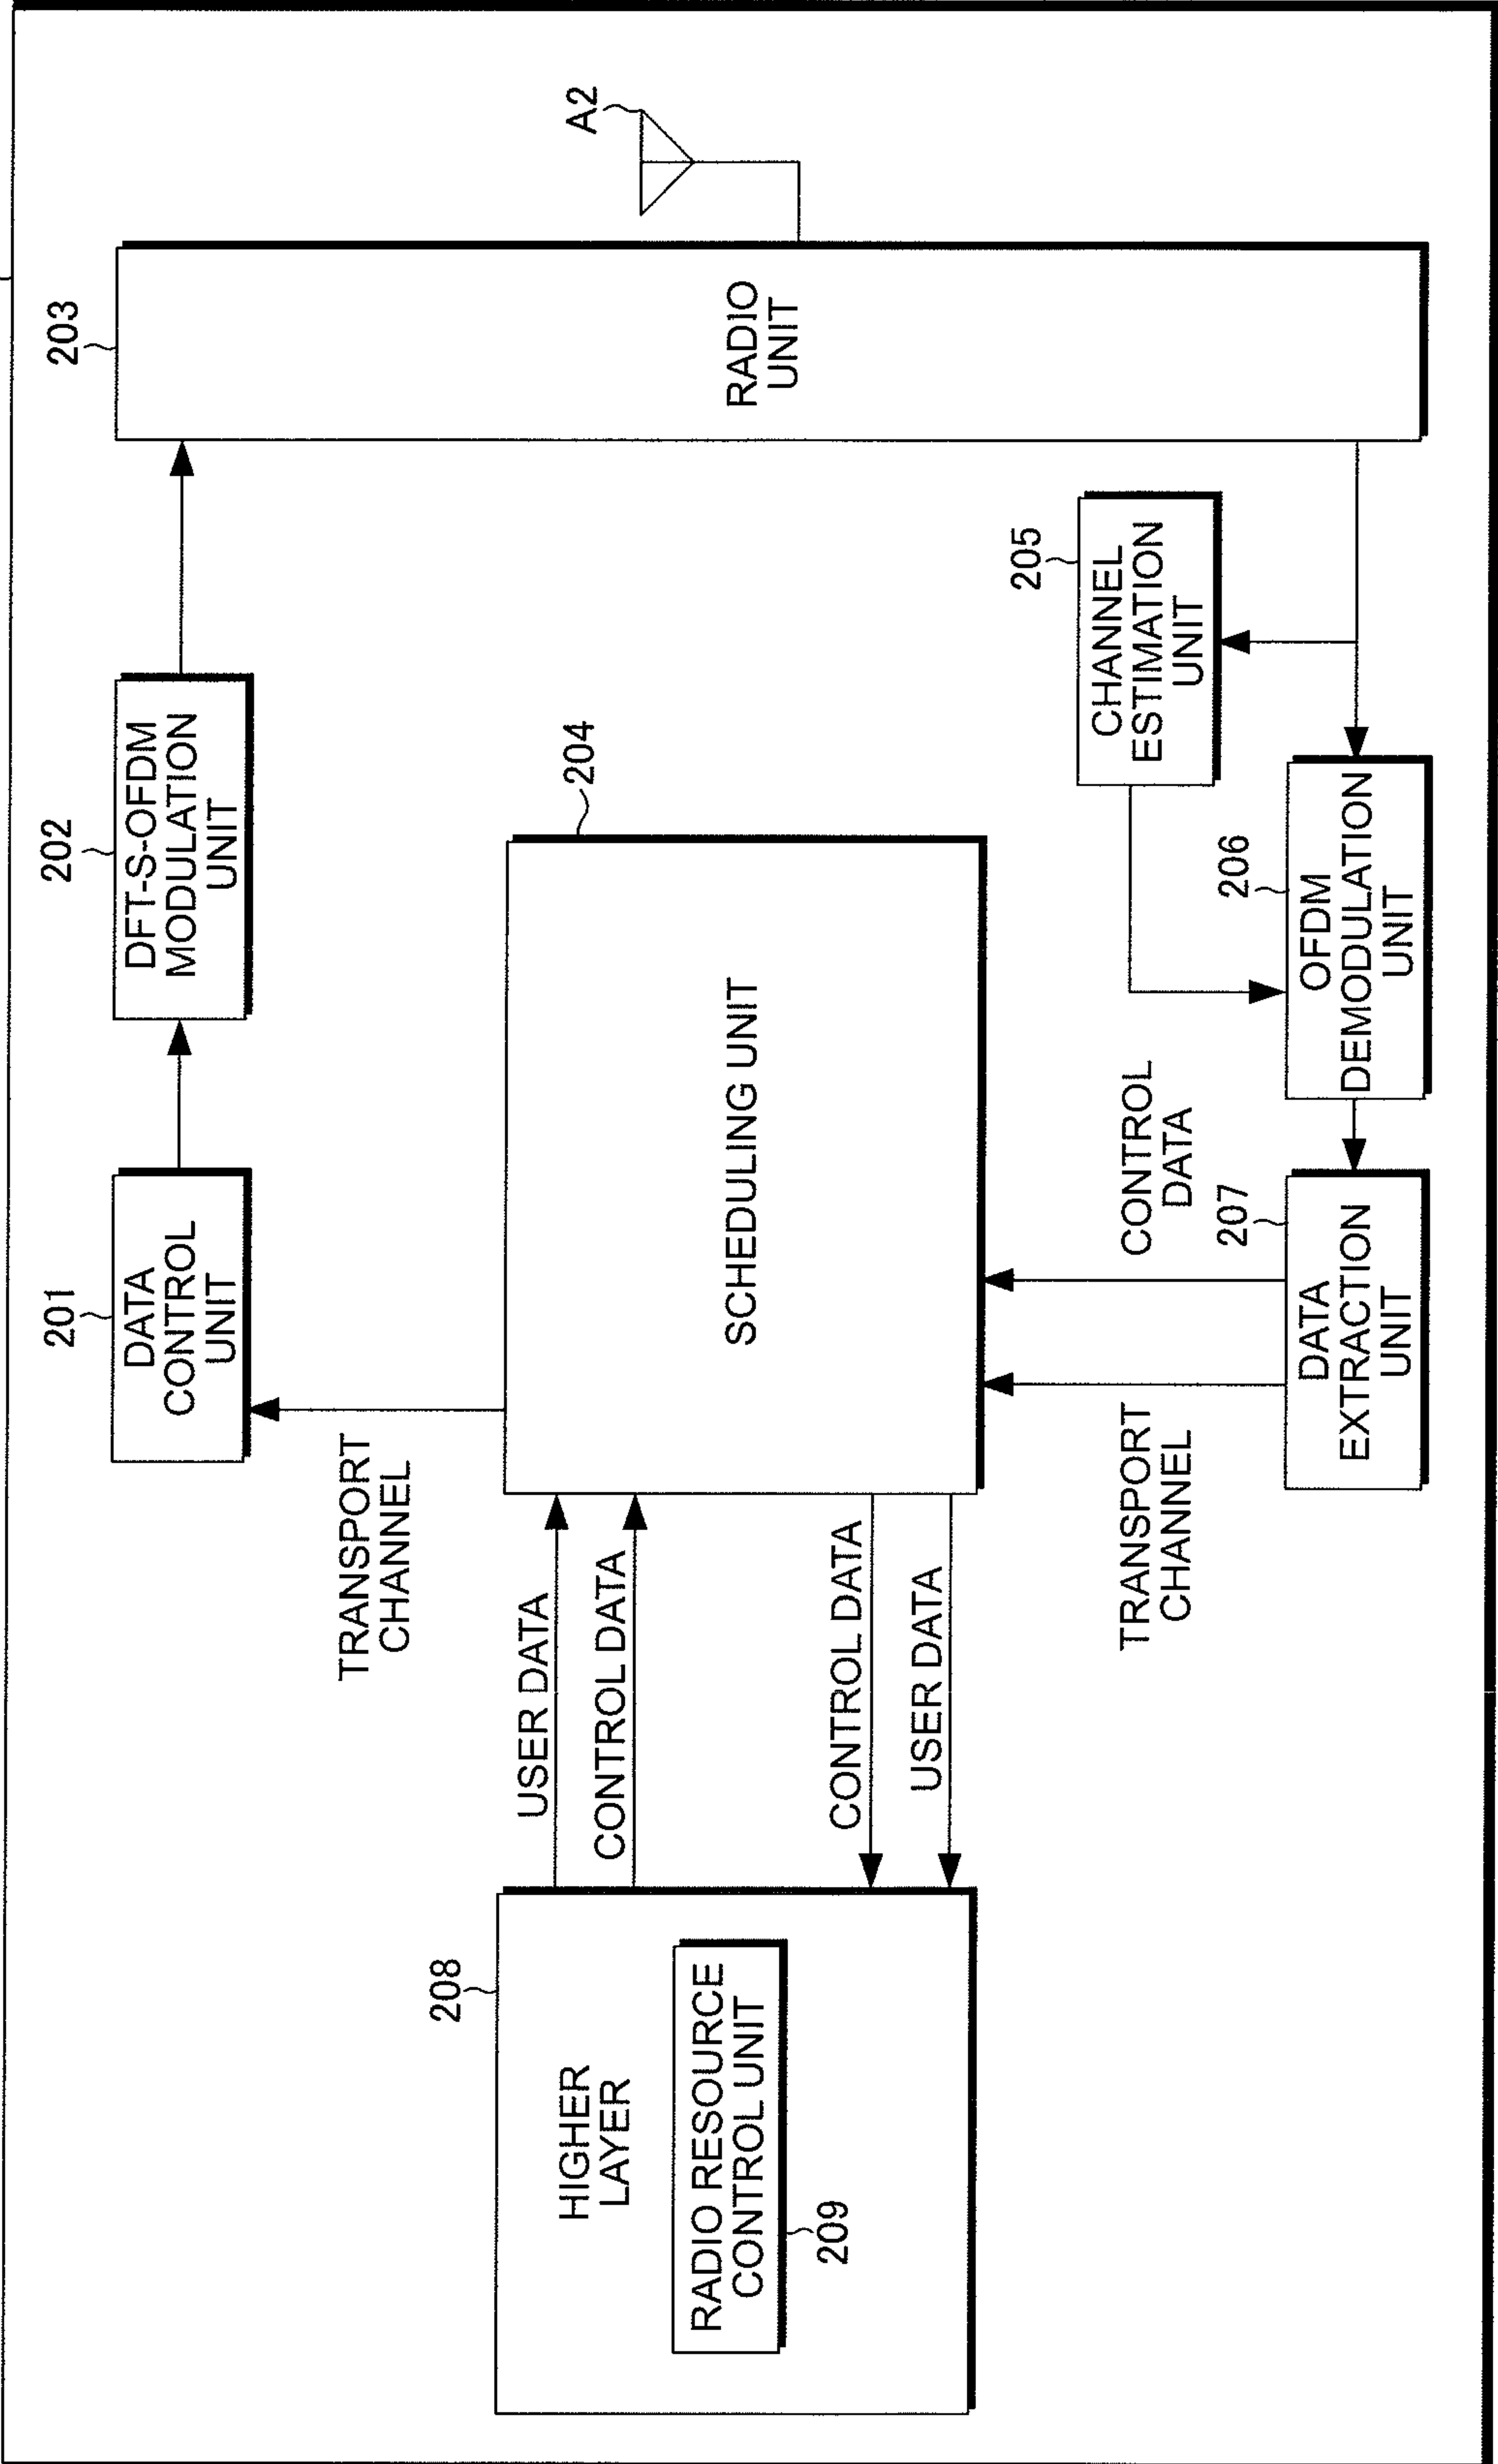 201
DATA
CONTROL
UNIT
202
DFT-S-OFDM
MODULATION
UNIT
203
RADIO
UNIT
A2
TRANSPORT
CHANNEL
204
SCHEDULING UNIT
USER DATA
CONTROL DATA
CONTROL DATA
USER DATA
208
HIGHER
LAYER
RADIO RESOURCE
CONTROL UNIT
209
205
CHANNEL
ESTIMATION
UNIT
206
OFDM
DEMODULATION
UNIT
CONTROL
DATA
TRANSPORT
CHANNEL
207
DATA
EXTRACTION
UNIT